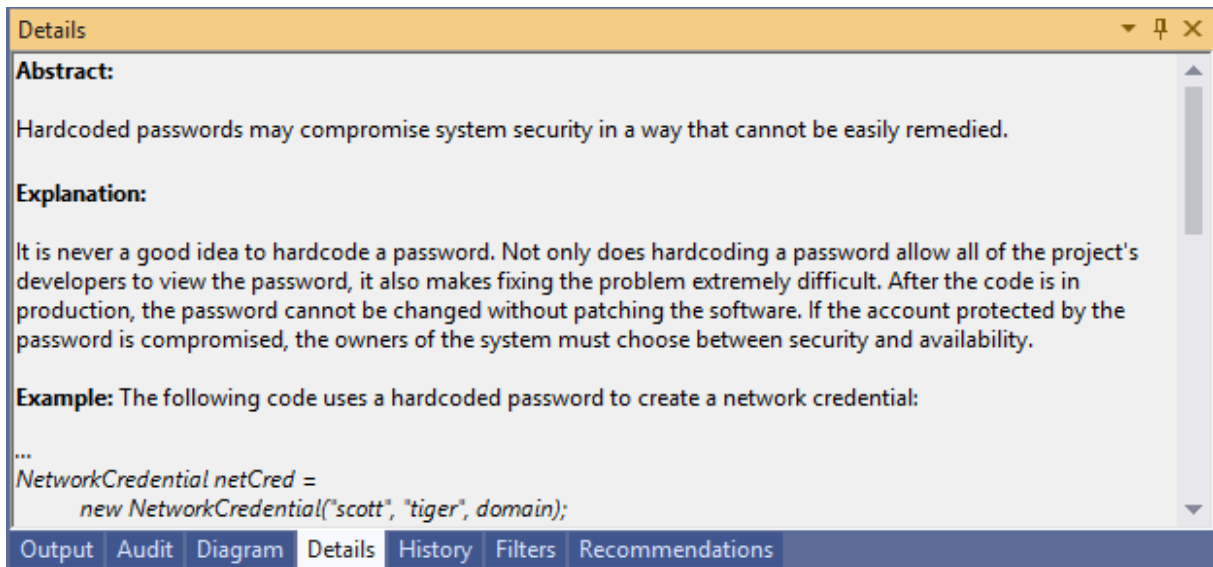 Details
Abstract:
Hardcoded passwords may compromise system security in a way that cannot be easily remedied.
Explanation:
It is never a good idea to hardcode a password. Not only does hardcoding a password allow all of the project's
developers to view the password, it also makes fixing the problem extremely difficult. After the code is in
production, the password cannot be changed without patching the software. If the account protected by the
password is compromised, the owners of the system must choose between security and availability.
Example: The following code uses a hardcoded password to create a network credential:
...
NetworkCredential netCred =
new NetworkCredential("scott", "tiger", domain);
Output Audit Diagram Details History Filters Recommendations